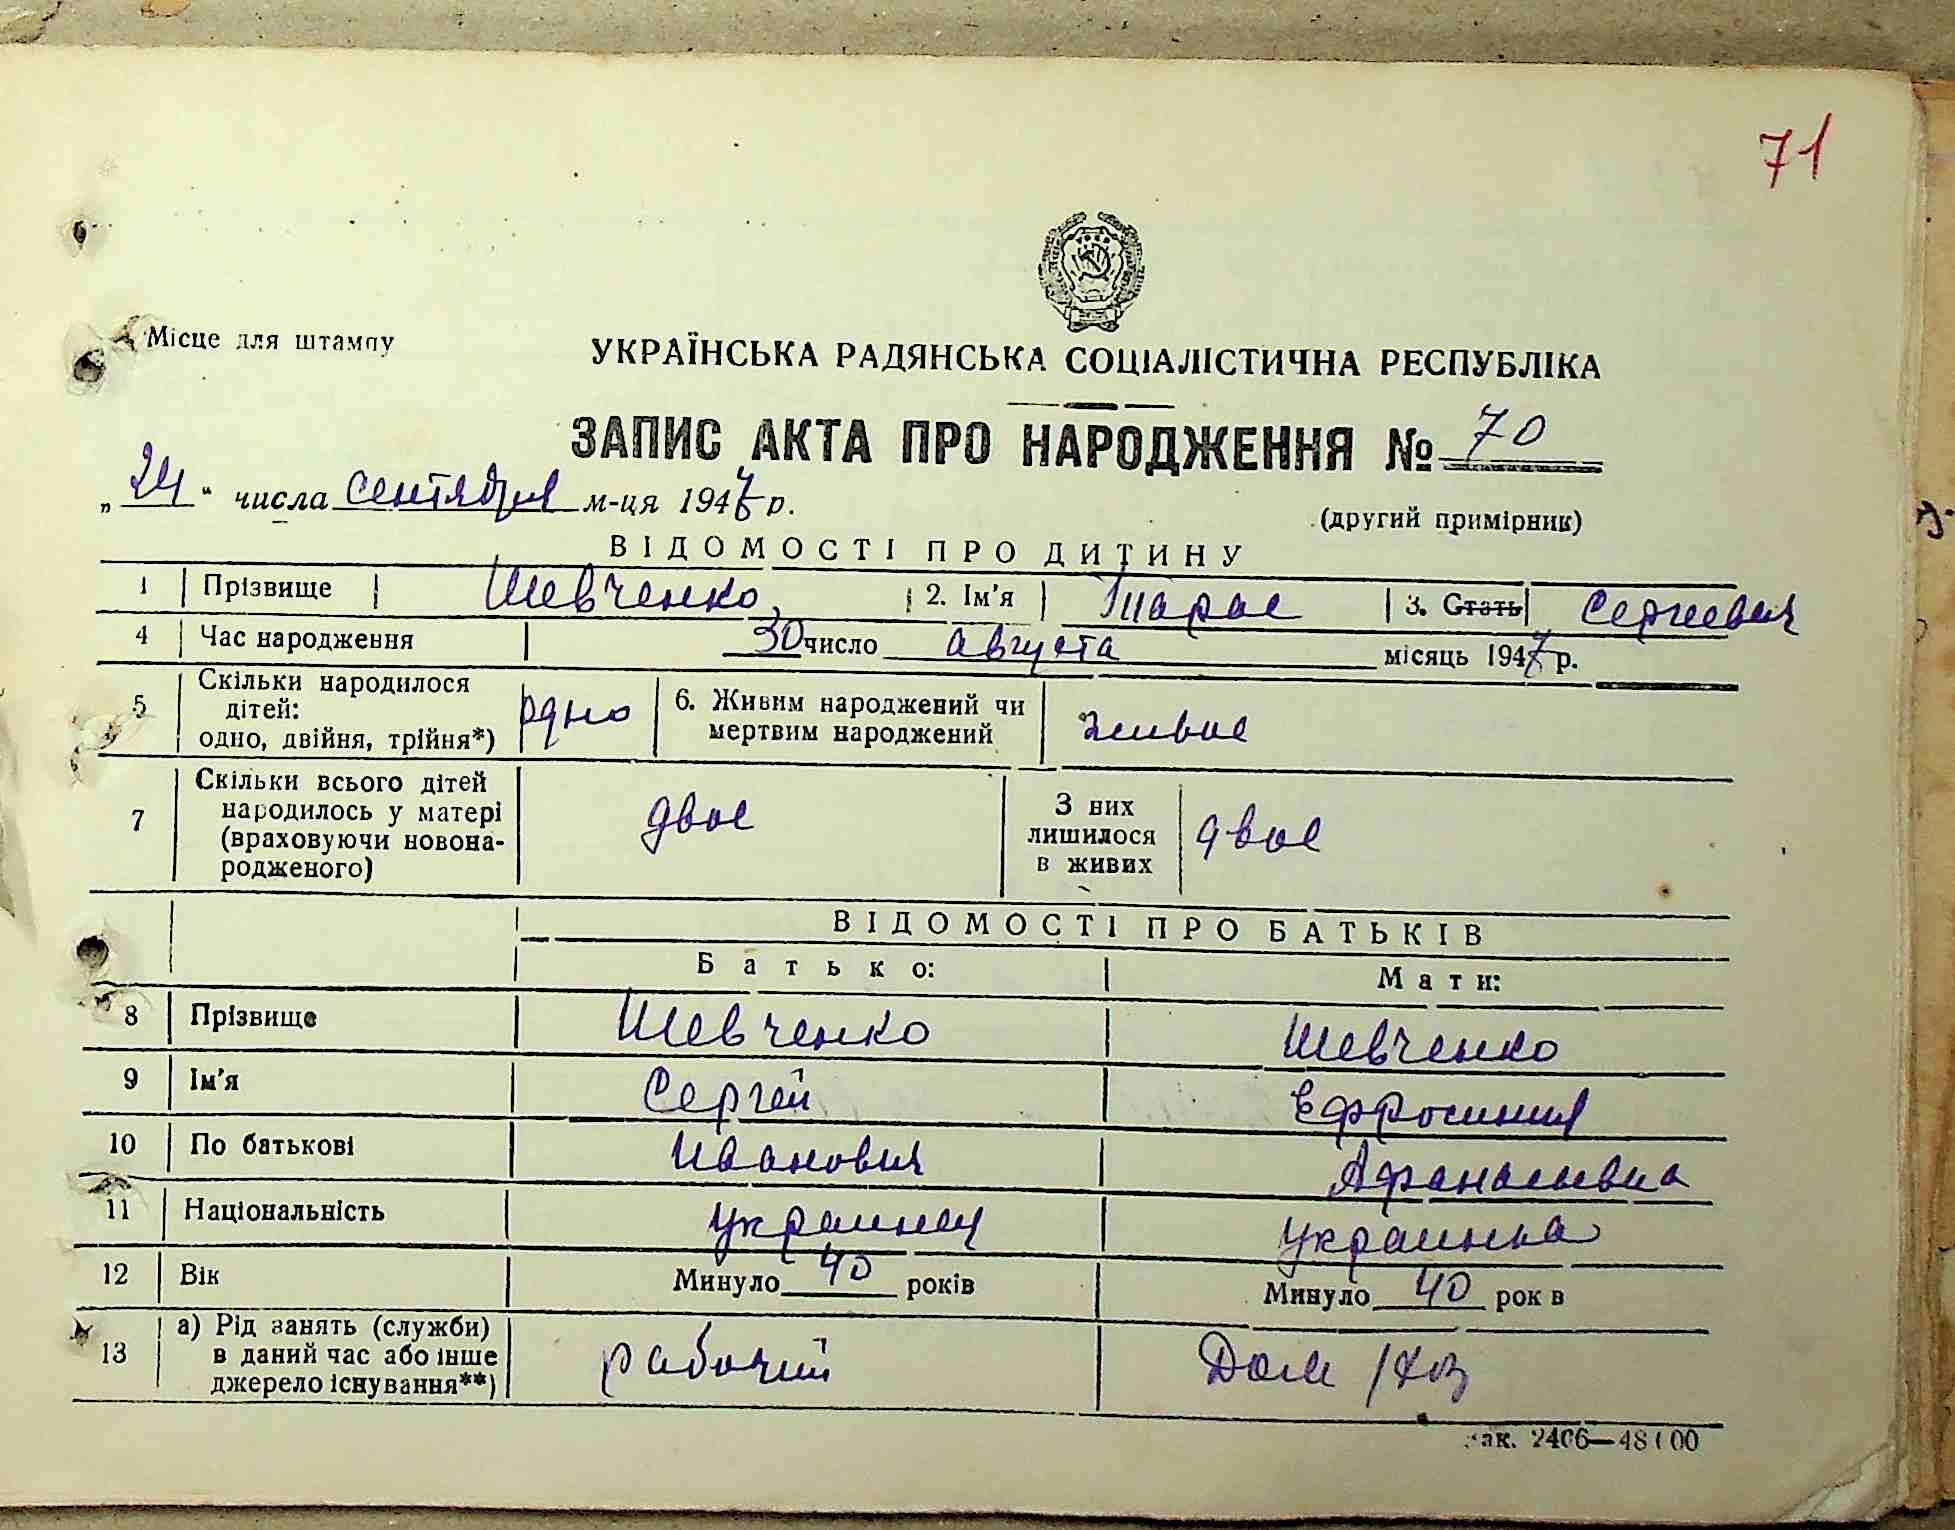 71
Місце для штампу
УКРАЇНСЬКА РАДЯНСЬКА СОЦІАЛІСТИЧНА РЕСПУБЛІКА
ЗАПИС АКТА ПРО НАРОДЖЕННЯ № 70
„24“ числа сентября м-ця 1947 р.
(другий примірник)
ВІДОМОСТІ ПРО ДИТИНУ
1 Прізвище Шевченко, 2. Ім'я Тарас 3. Стать Сергеевич
4 Час народження 30 число августа місяць 1947 р.
5 Скільки народилося дітей: одно, двійня, трійня*) одно 6. Живим народжений чи мертвим народжений живые
7 Скільки всього дітей народилось у матері (враховуючи новонародженого) двое З них лишилося в живих двое
ВІДОМОСТІ ПРО БАТЬКІВ
Батько: Мати:
8 Прізвище Шевченко Шевченко
9 Ім'я Сергей Ефросиния
10 По батькові Иванович Афанасьевна
11 Національність украинец украинка
12 Вік Минуло 40 років Минуло 40 рок в
13 а) Рід занять (служби) в даний час або інше джерело існування**) рабочий Дом/хоз
зак. 2406—48100